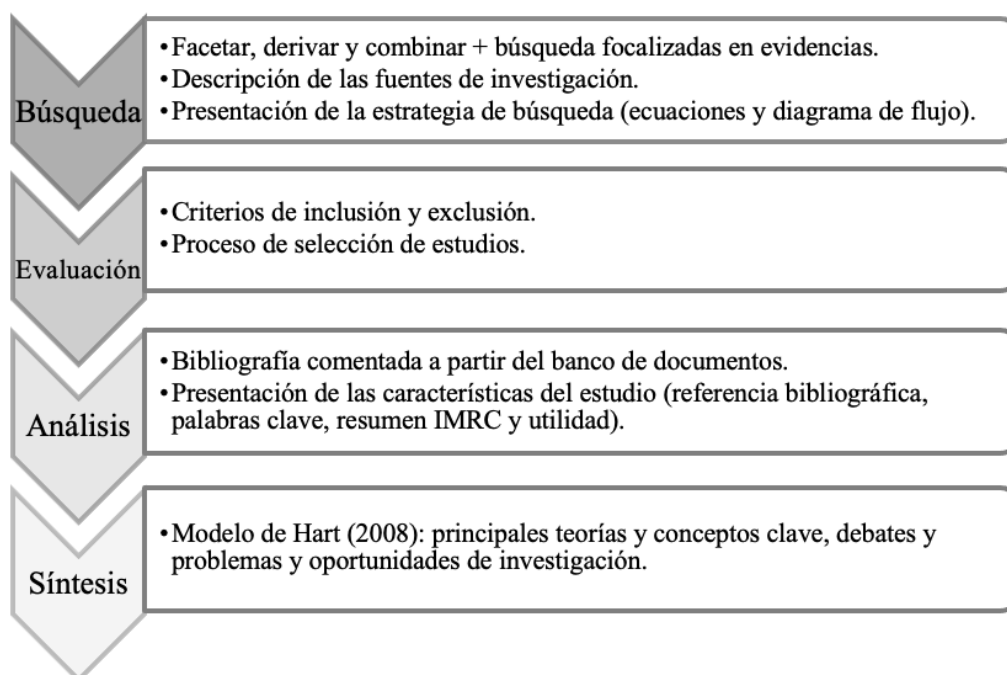 Búsqueda
•Facetar, derivar y combinar + búsqueda focalizadas en evidencias.
•Descripción de las fuentes de investigación.
•Presentación de la estrategia de búsqueda (ecuaciones y diagrama de flujo).
Evaluación
•Criterios de inclusión y exclusión.
•Proceso de selección de estudios.
Análisis
•Bibliografía comentada a partir del banco de documentos.
•Presentación de las características del estudio (referencia bibliográfica,
palabras clave, resumen IMRC y utilidad).
Síntesis
•Modelo de Hart (2008): principales teorías y conceptos clave, debates y
problemas y oportunidades de investigación.